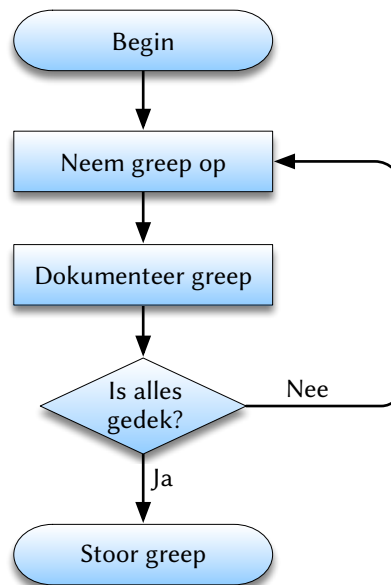 Begin
Neem greep op
Dokumenteer greep
Is alles
gedek?
Nee
Ja
Stoor greep